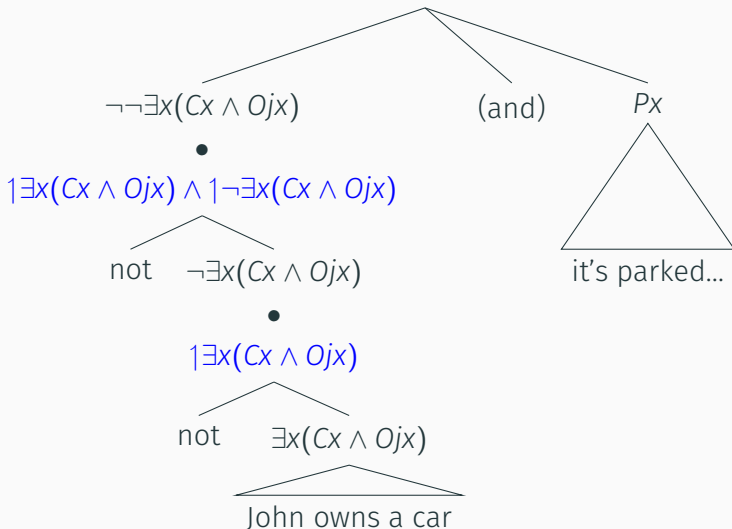 ¬¬∃x(Cx ∧ Ojx) (and) Px
•
↿∃x(Cx ∧ Ojx) ∧ ↿¬∃x(Cx ∧ Ojx)
not ¬∃x(Cx ∧ Ojx) it's parked...
•
↿∃x(Cx ∧ Ojx)
not ∃x(Cx ∧ Ojx)
John owns a car